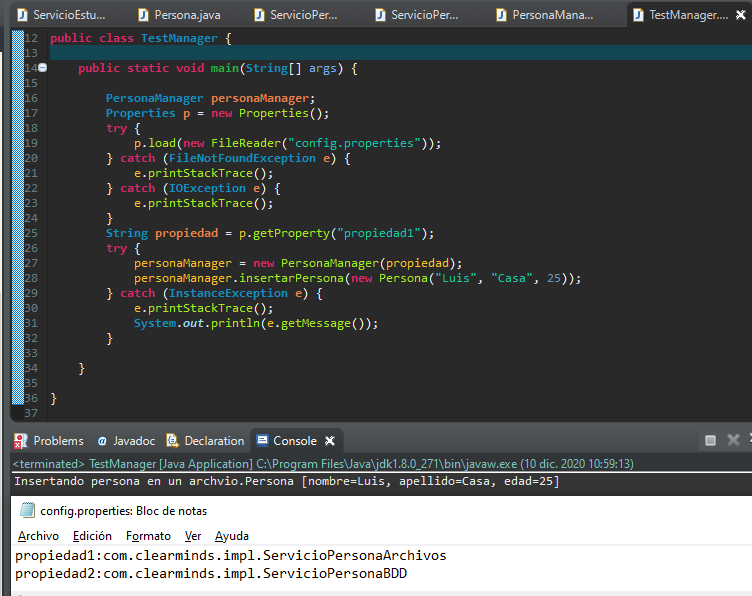 ServicioEstu...
Persona.java
ServicioPer...
ServicioPer...
PersonaMana...
TestManager....
12 public class TestManager {
13
14 public static void main(String[] args) {
15
16 PersonaManager personaManager;
17 Properties p = new Properties();
18 try {
19 p.load(new FileReader("config.properties"));
20 } catch (FileNotFoundException e) {
21 e.printStackTrace();
22 } catch (IOException e) {
23 e.printStackTrace();
24 }
25 String propiedad = p.getProperty("propiedad1");
26 try {
27 personaManager = new PersonaManager(propiedad);
28 personaManager.insertarPersona(new Persona("Luis", "Casa", 25));
29 } catch (InstanceException e) {
30 e.printStackTrace();
31 System.out.println(e.getMessage());
32 }
33
34 }
35
36 }
37
Problems
@ Javadoc
Declaration
Console
<terminated> TestManager [Java Application] C:\Program Files\Java\jdk1.8.0_271\bin\javaw.exe (10 dic. 2020 10:59:13)
Insertando persona en un archvio.Persona [nombre=Luis, apellido=Casa, edad=25]
config.properties: Bloc de notas
Archivo Edición Formato Ver Ayuda
propiedad1:com.clearminds.impl.ServicioPersonaArchivos
propiedad2:com.clearminds.impl.ServicioPersonaBDD